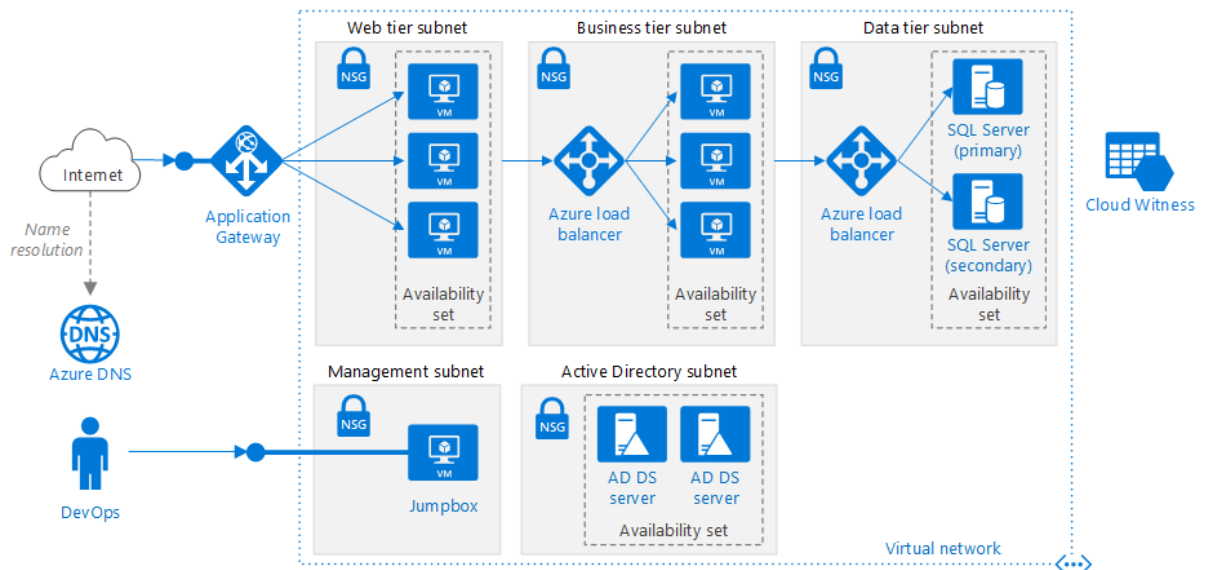 Web tier subnet
Business tier subnet
Data tier subnet
NSG
NSG
NSG
VM
VM
VM
VM
VM
VM
SQL Server
(primary)
SQL Server
(secondary)
Internet
Application
Gateway
Azure load
balancer
Azure load
balancer
Cloud Witness
Name
resolution
Availability
set
Availability
set
Availability
set
DNS
Azure DNS
Management subnet
Active Directory subnet
NSG
NSG
VM
Jumpbox
AD DS
server
AD DS
server
Availability set
DevOps
Virtual network